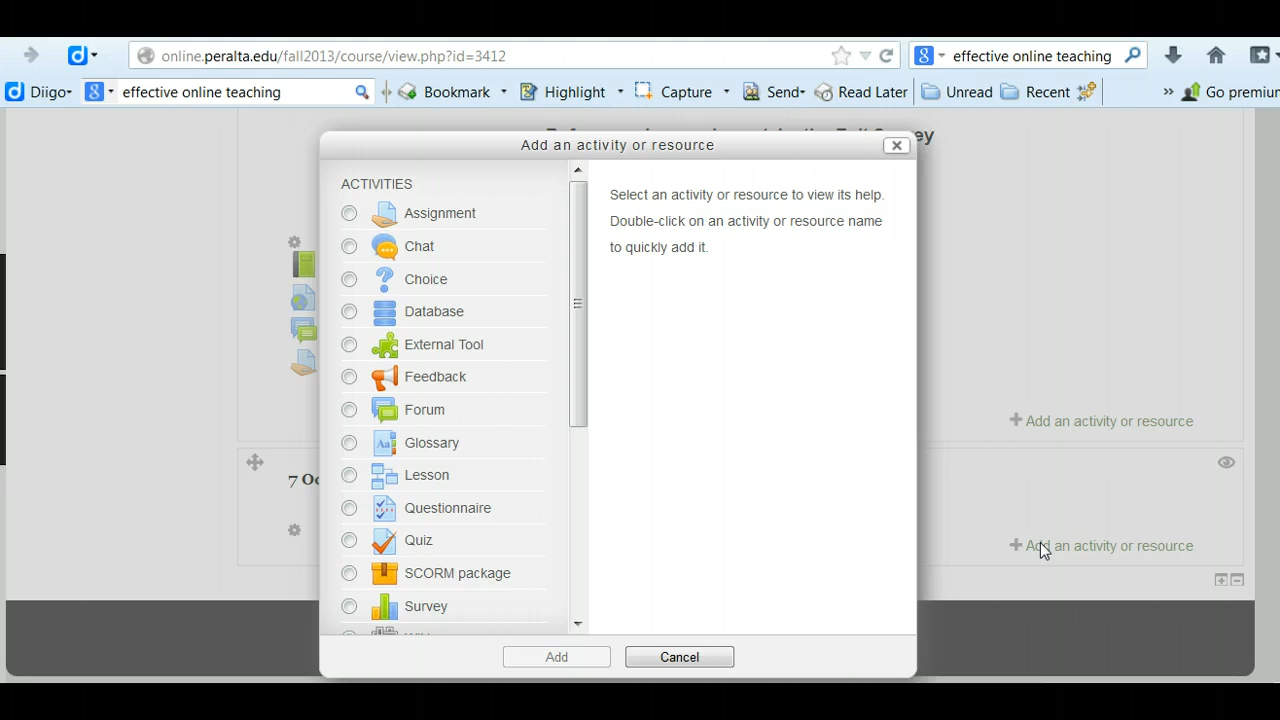 online.peralta.edu/fall2013/course/view.php?id=3412
effective online teaching
Diigo
effective online teaching
Bookmark
Highlight
Capture
Send
Read Later
Unread
Recent
»
Go premiun
ey
Add an activity or resource
ACTIVITIES
Assignment
Chat
Choice
Database
External Tool
Feedback
Forum
Glossary
Lesson
Questionnaire
Quiz
SCORM package
Survey
Select an activity or resource to view its help.
Double-click on an activity or resource name
to quickly add it.
Add an activity or resource
7 Oc
Add an activity or resource
Add
Cancel